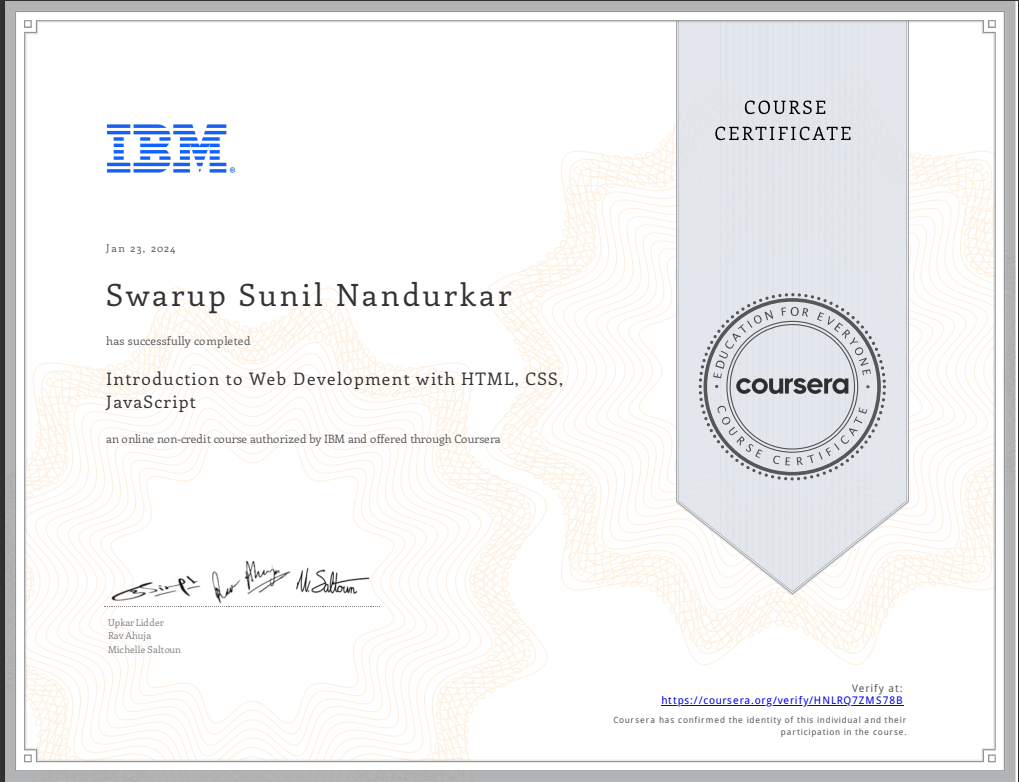 COURSE
CERTIFICATE
IBM®
Jan 23, 2024
Swarup Sunil Nandurkar
has successfully completed
Introduction to Web Development with HTML, CSS,
JavaScript
an online non-credit course authorized by IBM and offered through Coursera
EDUCATION FOR EVERYONE
coursera
COURSE CERTIFICATE
Rav Ahuja
M Saltoun
Upkar Lidder
Rav Ahuja
Michelle Saltoun
Verify at:
https://coursera.org/verify/HNLRQ7ZMS78B
Coursera has confirmed the identity of this individual and their
participation in the course.